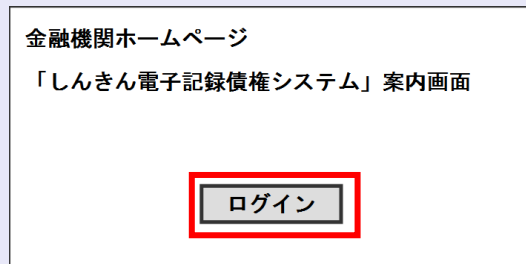 金融機関ホームページ
「しんきん電子記録債権システム」案内画面
ログイン